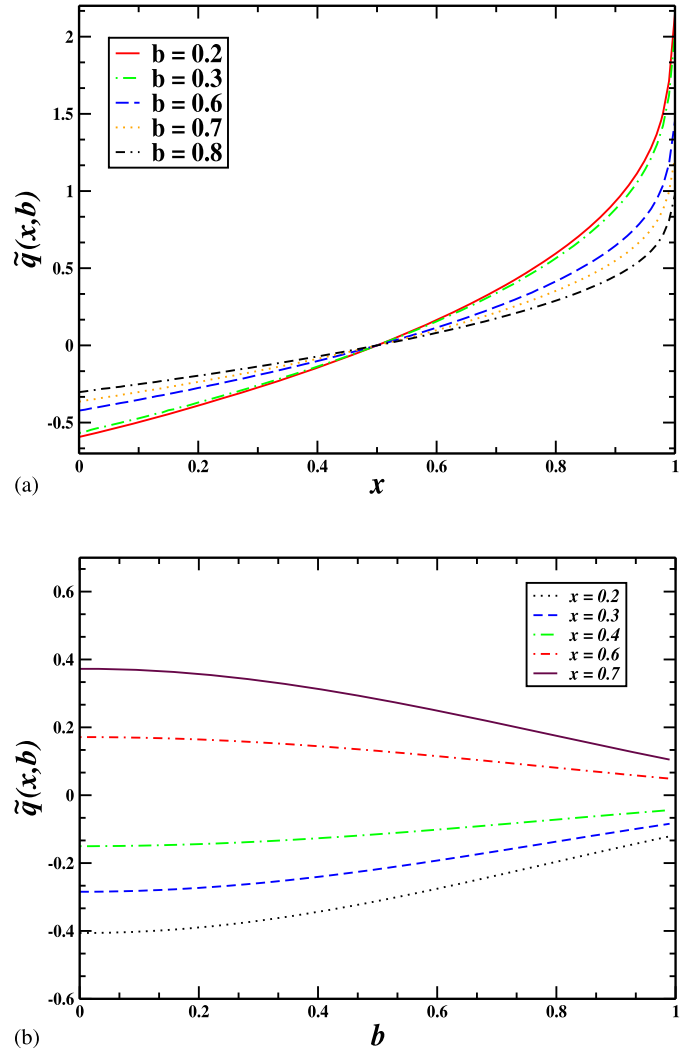 2
1.5
1
0.5
0
-0.5
q̃(x,b)
b = 0.2
b = 0.3
b = 0.6
b = 0.7
b = 0.8
0 0.2 0.4 0.6 0.8 1
x
(a)
0.6
0.4
0.2
0
-0.2
-0.4
-0.6
q̃(x,b)
x = 0.2
x = 0.3
x = 0.4
x = 0.6
x = 0.7
0 0.2 0.4 0.6 0.8 1
b
(b)